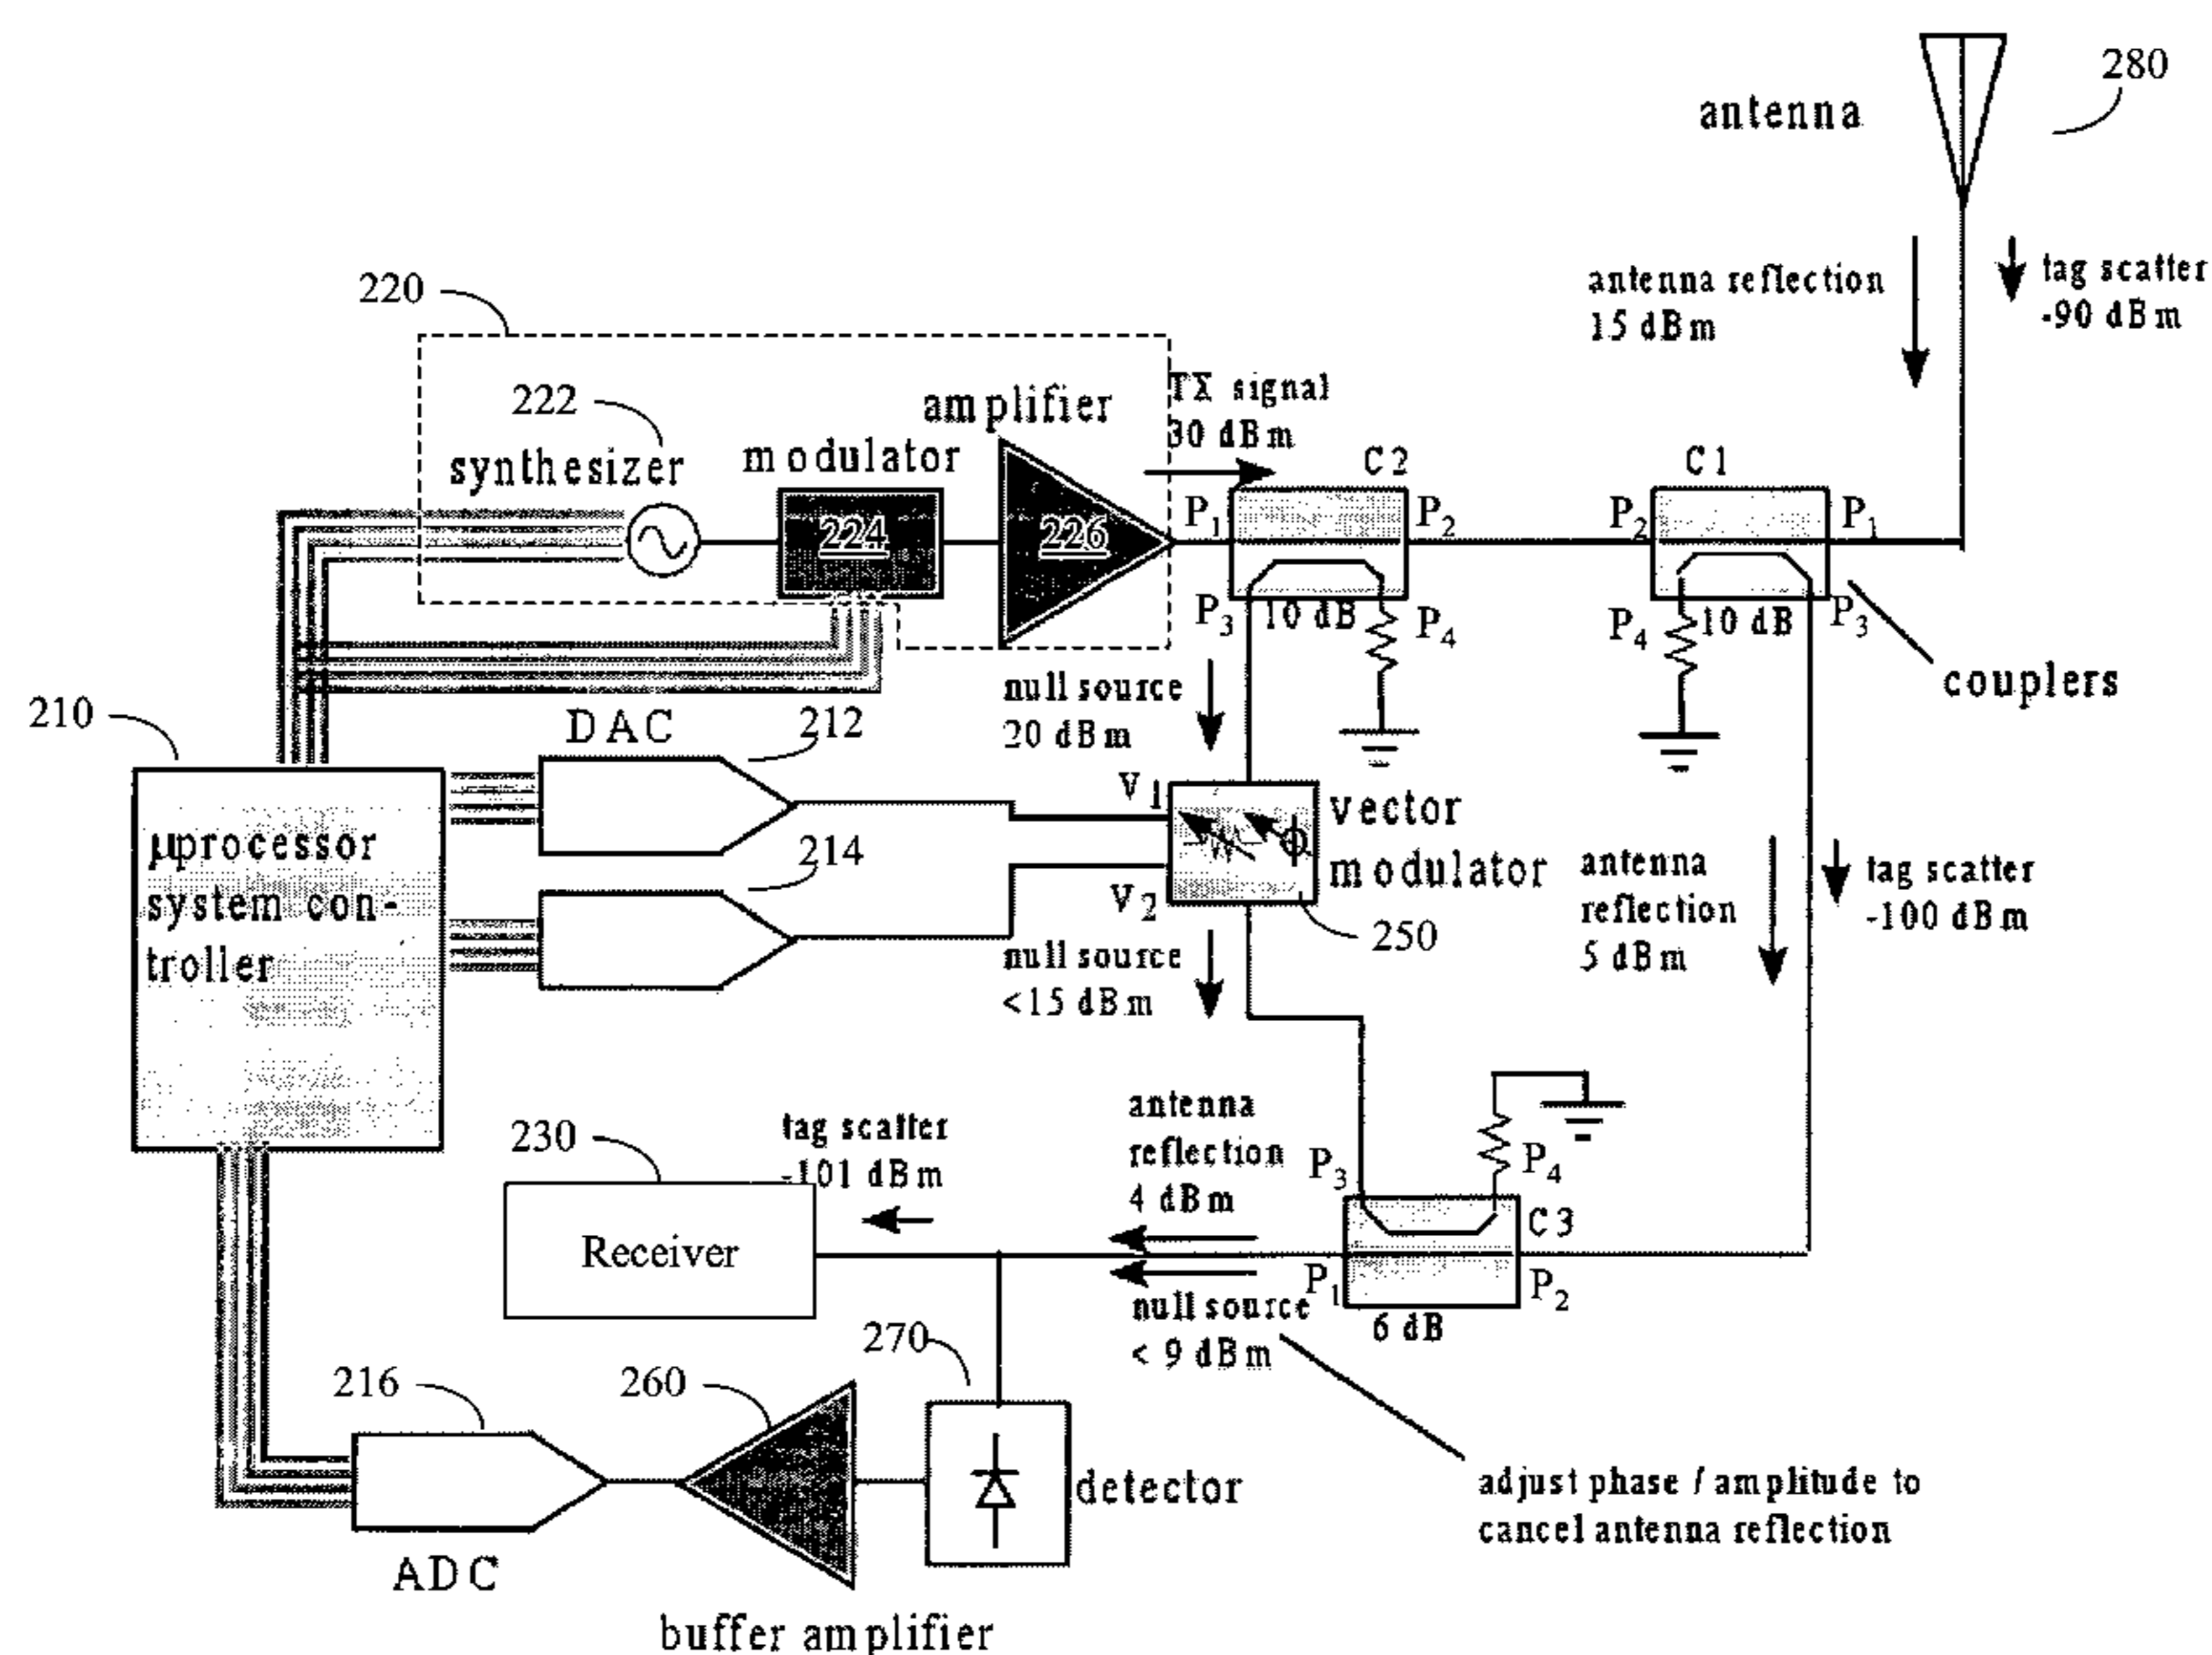 280
antenna
antenna reflection
15 dBm
tag scatter
-90 dBm
220
222
synthesizer
modulator
amplifier
TΣ signal
30 dBm
224
226
C2
C1
P1
P2
P2
P1
P3
10 dB
P4
P4
10 dB
P3
couplers
null source
20 dBm
210
DAC
212
214
μprocessor
system con-
troller
V1
V2
vector
modulator
ϕ
250
antenna
reflection
5 dBm
tag scatter
-100 dBm
null source
<15 dBm
230
tag scatter
-101 dBm
antenna
reflection
4 dBm
P3
P4
C3
Receiver
P1
P2
6 dB
null source
< 9 dBm
270
216
260
detector
adjust phase / amplitude to
cancel antenna reflection
ADC
buffer amplifier